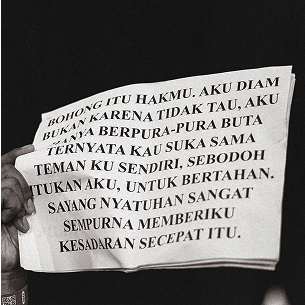 BOHONG ITU HAKMU. AKU DIAM
BUKAN KARENA TIDAK TAU, AKU
HANYA BERPURA-PURA BUTA
TERNYATA KAU SUKA SAMA
TEMAN KU SENDIRI, SEBODOH
ITUKAN AKU, UNTUK BERTAHAN.
SAYANG NYATUHAN SANGAT
SEMPURNA MEMBERIKU
KESADARAN SECEPAT ITU.